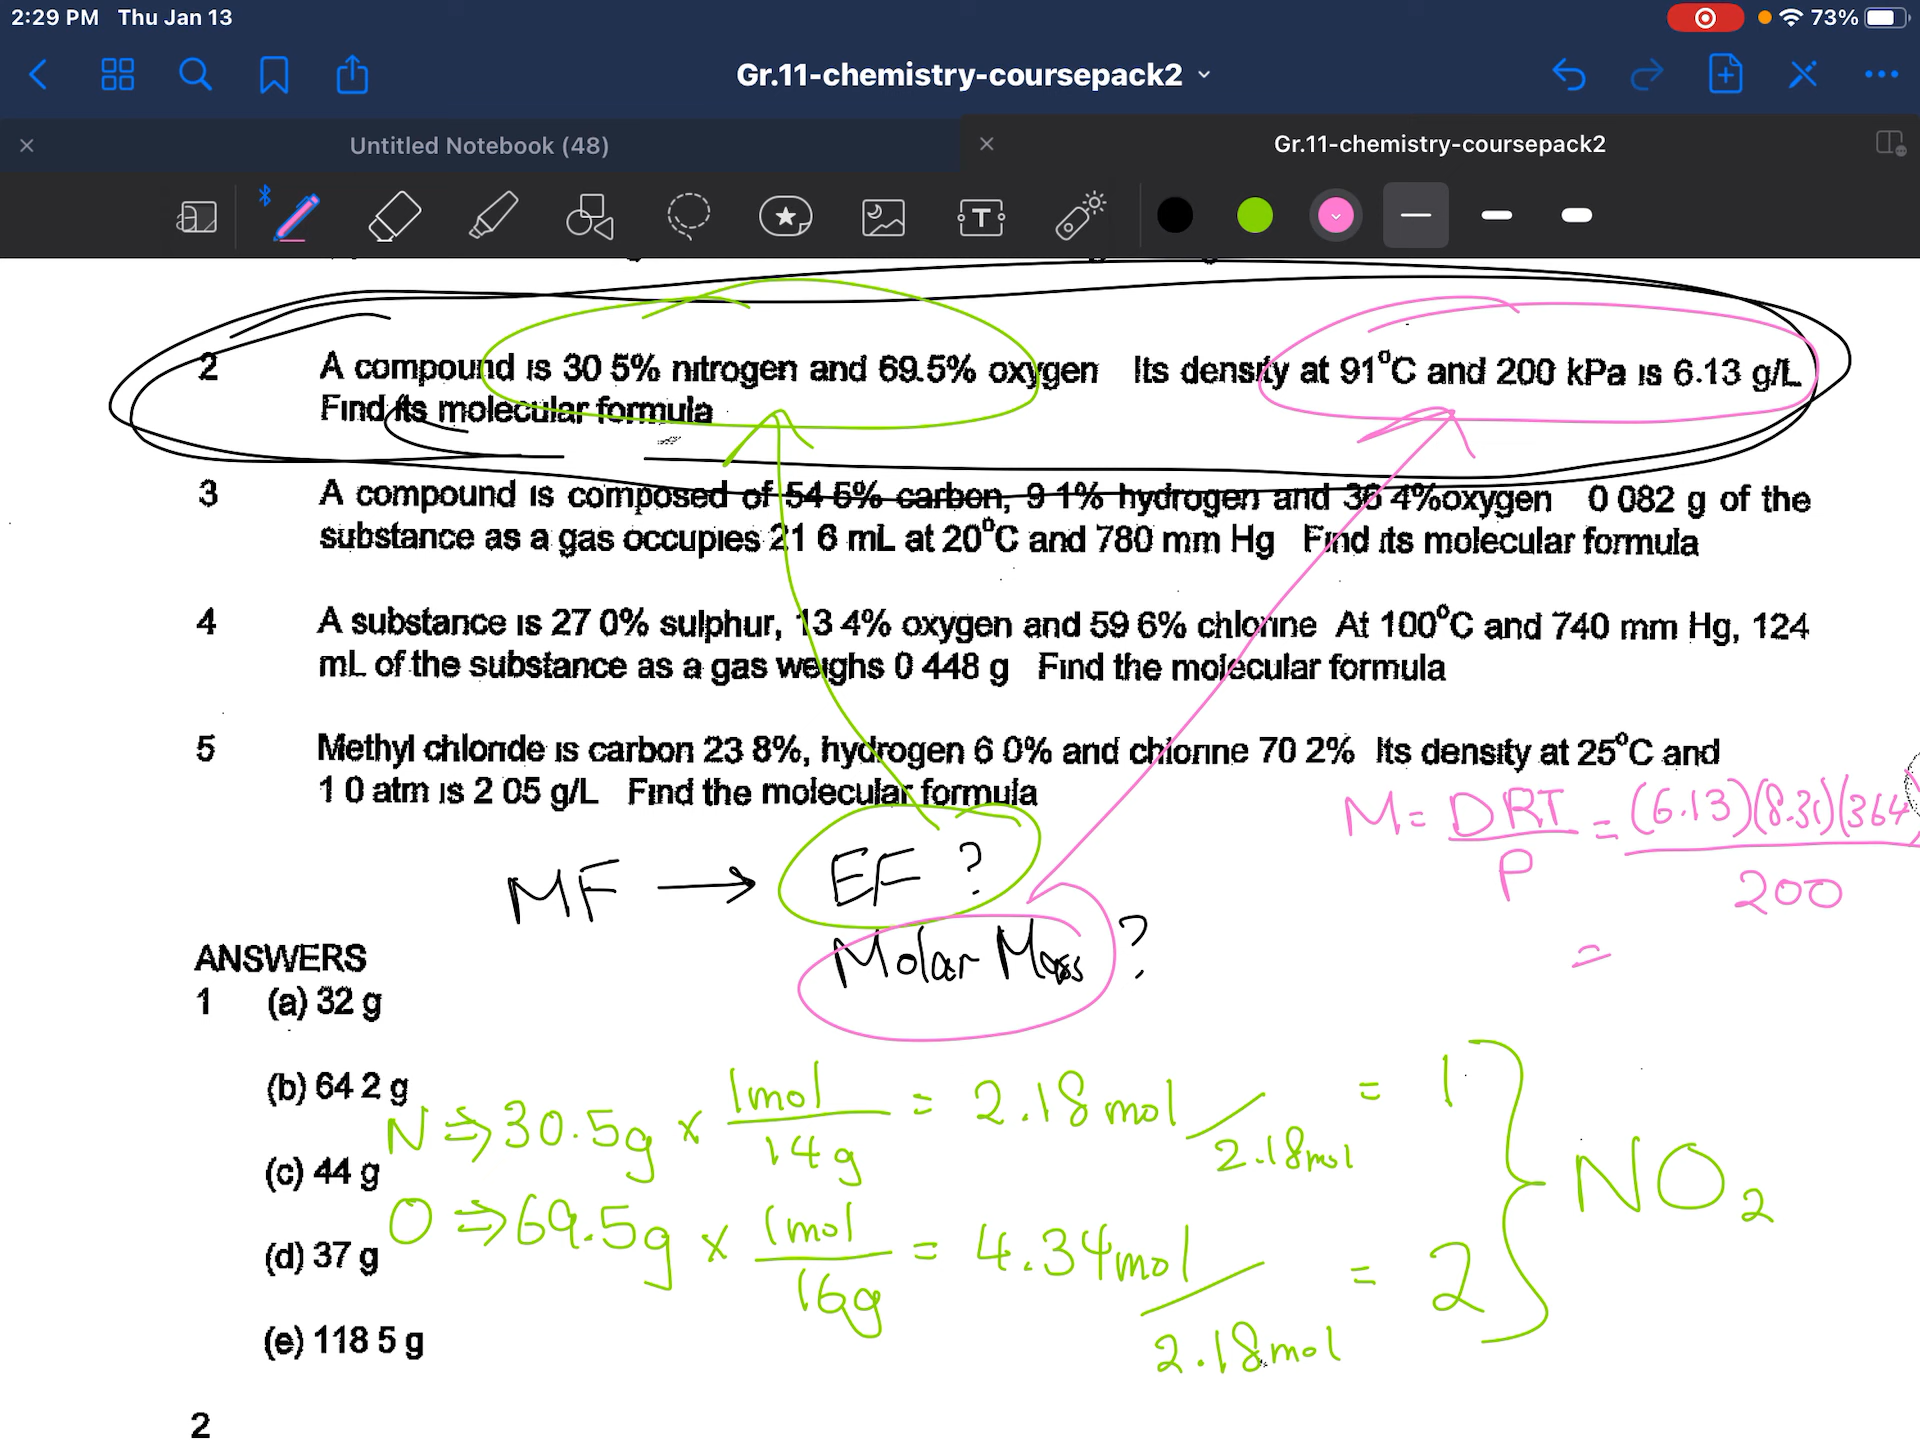 2:29 PM Thu Jan 13
73%
Gr.11-chemistry-coursepack2
Untitled Notebook (48)
Gr.11-chemistry-coursepack2
2 A compound is 30 5% nitrogen and 69.5% oxygen Its density at 91°C and 200 kPa is 6.13 g/L
Find its molecular formula
3 A compound is composed of 54 5% carbon, 9 1% hydrogen and 36 4%oxygen 0 082 g of the
substance as a gas occupies 21 6 mL at 20°C and 780 mm Hg Find its molecular formula
4 A substance is 27 0% sulphur, 13 4% oxygen and 59 6% chlorine At 100°C and 740 mm Hg, 124
mL of the substance as a gas weighs 0 448 g Find the molecular formula
5 Methyl chloride is carbon 23 8%, hydrogen 6 0% and chlorine 70 2% Its density at 25°C and
1 0 atm is 2 05 g/L Find the molecular formula
M = DRT / P = (6.13)(8.31)(364) / 200
=
MF → EF ?
Molar Mass ?
ANSWERS
1 (a) 32 g
(b) 64 2 g
N ⇒ 30.5g x 1mol / 14g = 2.18 mol / 2.18mol = 1
(c) 44 g
NO2
O ⇒ 69.5g x 1mol / 16g = 4.34mol / 2.18mol = 2
(d) 37 g
(e) 118 5 g
2